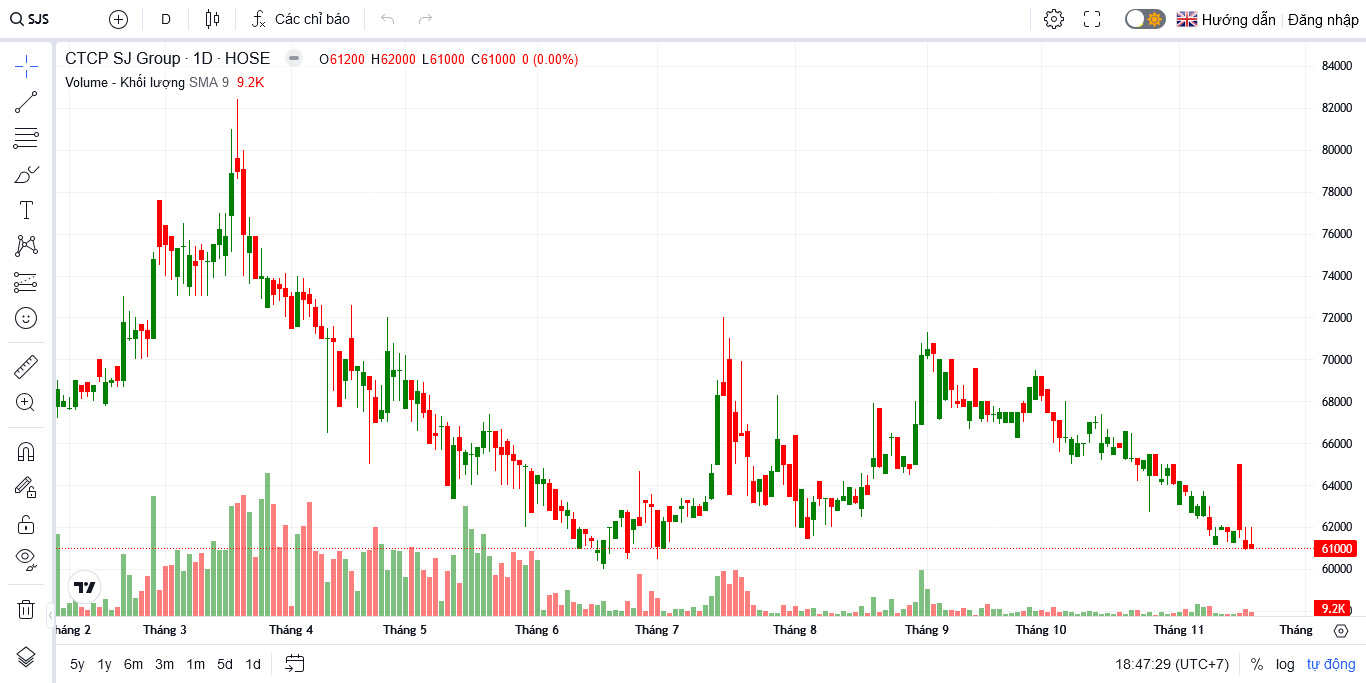 SJS D Các chỉ báo Hướng dẫn Đăng nhập
CTCP SJ Group · 1D · HOSE O61200 H62000 L61000 C61000 0 (0.00%)
Volume - Khối lượng SMA 9 9.2K
84000
82000
80000
78000
76000
74000
72000
70000
68000
66000
64000
62000
61000
60000
9.2K
háng 2 Tháng 3 Tháng 4 Tháng 5 Tháng 6 Tháng 7 Tháng 8 Tháng 9 Tháng 10 Tháng 11 Tháng
5y 1y 6m 3m 1m 5d 1d 18:47:29 (UTC+7) % log tự động